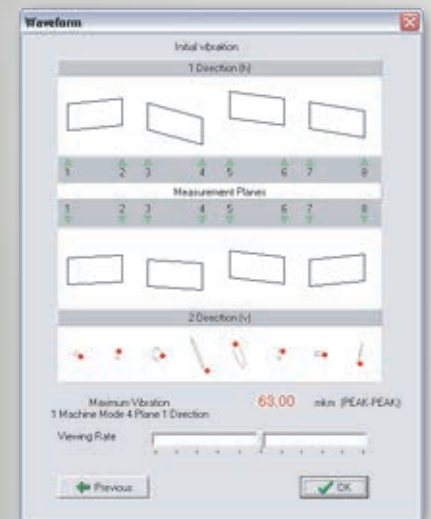 Waveform
Initial vibration
1 Direction (h)
1 2 3 4 5 6 7 8
Measurement Planes
1 2 3 4 5 6 7 8
2 Direction (v)
Maximum Vibration 63,00 mkm (PEAK-PEAK)
1 Machine Mode 4 Plane 1 Direction
Viewing Rate
Previous OK